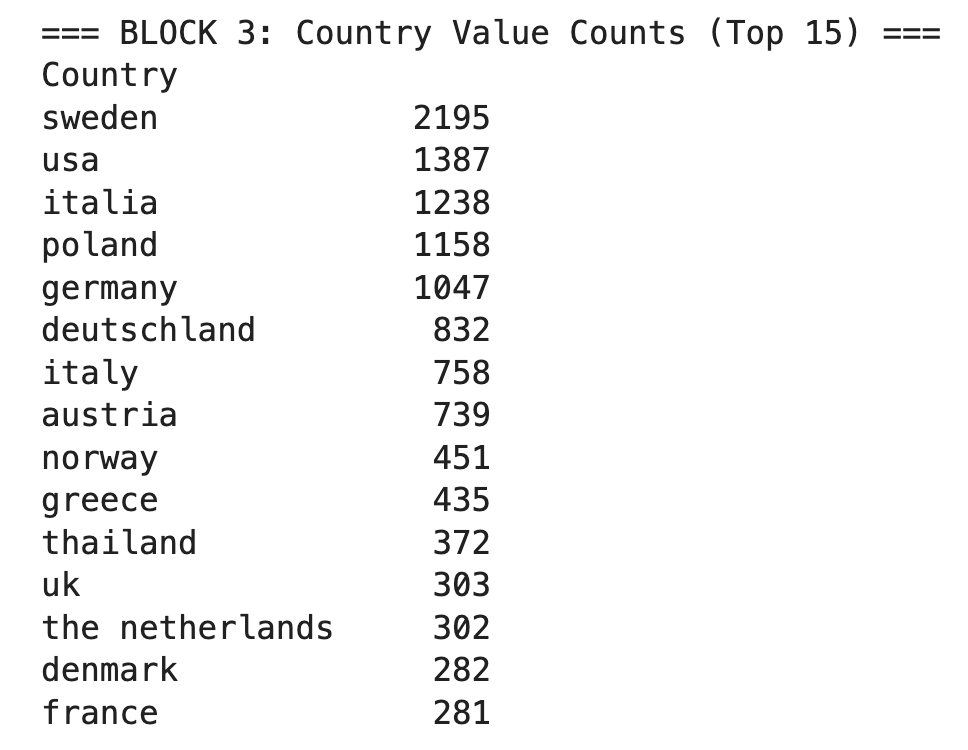 === BLOCK 3: Country Value Counts (Top 15) ===
Country
sweden 2195
usa 1387
italia 1238
poland 1158
germany 1047
deutschland 832
italy 758
austria 739
norway 451
greece 435
thailand 372
uk 303
the netherlands 302
denmark 282
france 281